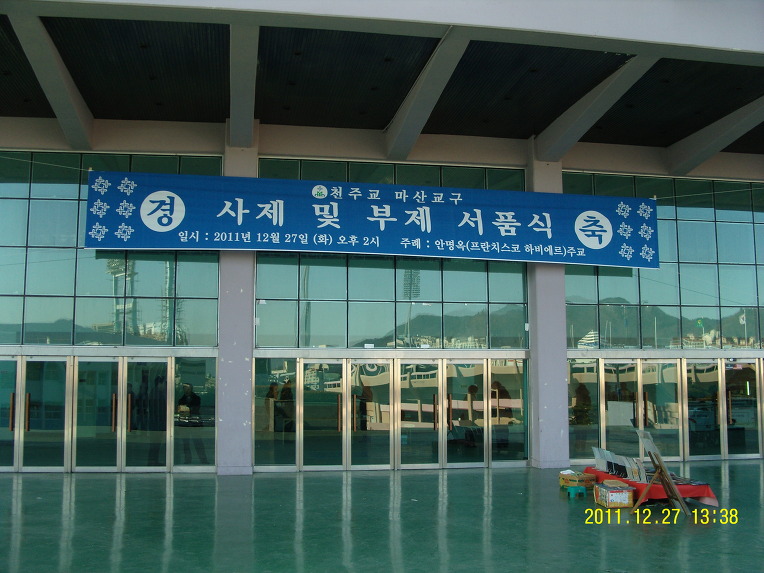 천주교 마산교구
경 사제 및 부제 서품식 축
일시 : 2011년 12월 27일 (화) 오후 2시 주례 : 안명옥(프란치스코 하비에르)주교
2011.12.27 13:38